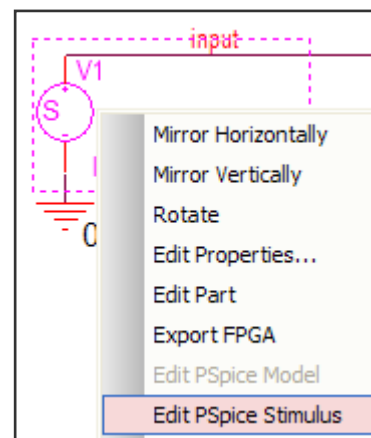 input
V1
S
0
Mirror Horizontally
Mirror Vertically
Rotate
Edit Properties...
Edit Part
Export FPGA
Edit PSpice Model
Edit PSpice Stimulus